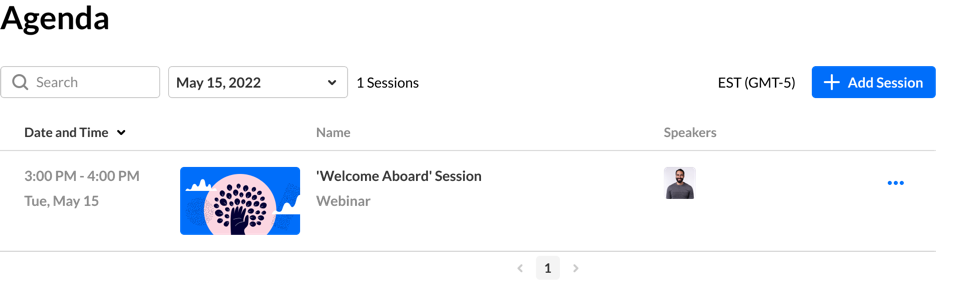 Agenda
Search
May 15, 2022
1 Sessions
EST (GMT-5)
Add Session
Date and Time
Name
Speakers
3:00 PM - 4:00 PM
'Welcome Aboard' Session
Tue, May 15
Webinar
1